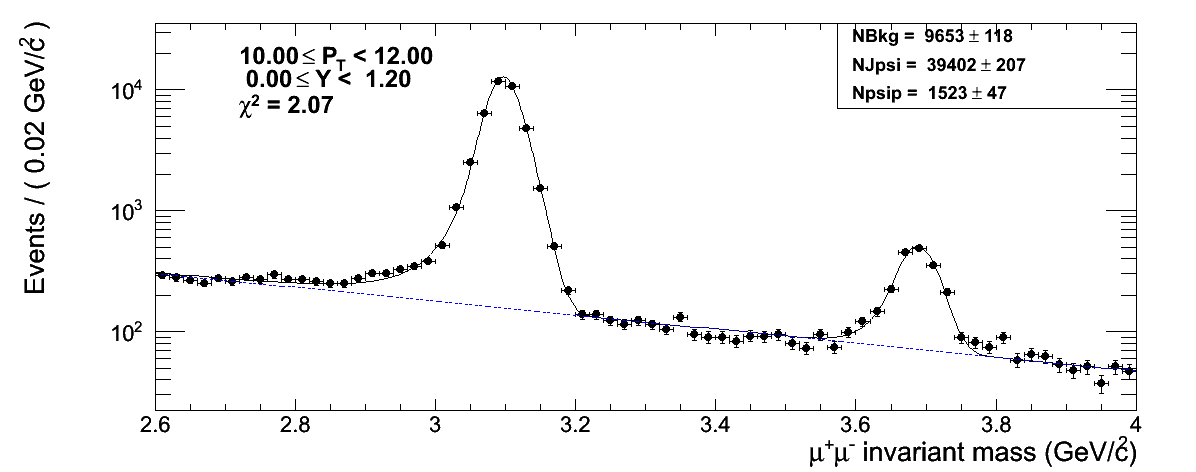 Events / ( 0.02 GeV/c² )
10.00 ≤ P_T < 12.00
0.00 ≤ Y < 1.20
χ² = 2.07
NBkg = 9653 ± 118
NJpsi = 39402 ± 207
Npsip = 1523 ± 47
10⁴
10³
10²
2.6 2.8 3 3.2 3.4 3.6 3.8 4
μ⁺μ⁻ invariant mass (GeV/c²)